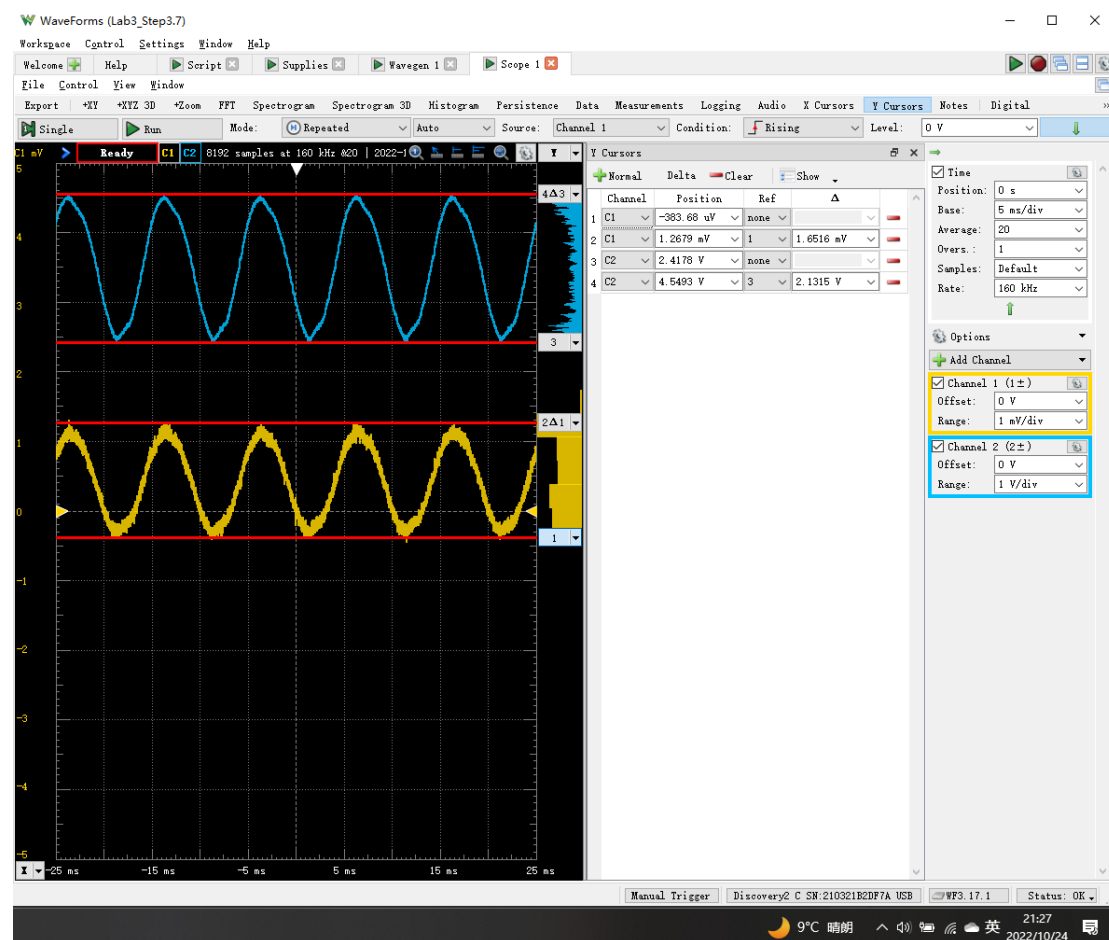 WaveForms (Lab3_Step3.7)
Workspace Control Settings Window Help
Welcome Help Script Supplies Wavegen 1 Scope 1
File Control View Window
Export +XY +XYZ 3D +Zoom FFT Spectrogram Spectrogram 3D Histogram Persistence Data Measurements Logging Audio X Cursors Y Cursors Notes Digital »
Single Run Mode: Repeated Auto Source: Channel 1 Condition: Rising Level: 0 V
C1 mV Ready C1 C2 8192 samples at 160 kHz @20 | 2022-1 Y
5
4
3
2
1
0
-1
-2
-3
-4
-5
4Δ3
3
2Δ1
1
X -25 ms -15 ms -5 ms 5 ms 15 ms 25 ms
Y Cursors
Normal Delta Clear Show
Channel Position Ref Δ
1 C1 -383.68 uV none
2 C1 1.2679 mV 1 1.6516 mV
3 C2 2.4178 V none
4 C2 4.5493 V 3 2.1315 V
Time
Position: 0 s
Base: 5 ms/div
Average: 20
Overs.: 1
Samples: Default
Rate: 160 kHz
Options
Add Channel
Channel 1 (1±)
Offset: 0 V
Range: 1 mV/div
Channel 2 (2±)
Offset: 0 V
Range: 1 V/div
Manual Trigger Discovery2 C SN:210321B2DF7A USB WF3.17.1 Status: OK
9°C 晴朗 英 21:27
2022/10/24